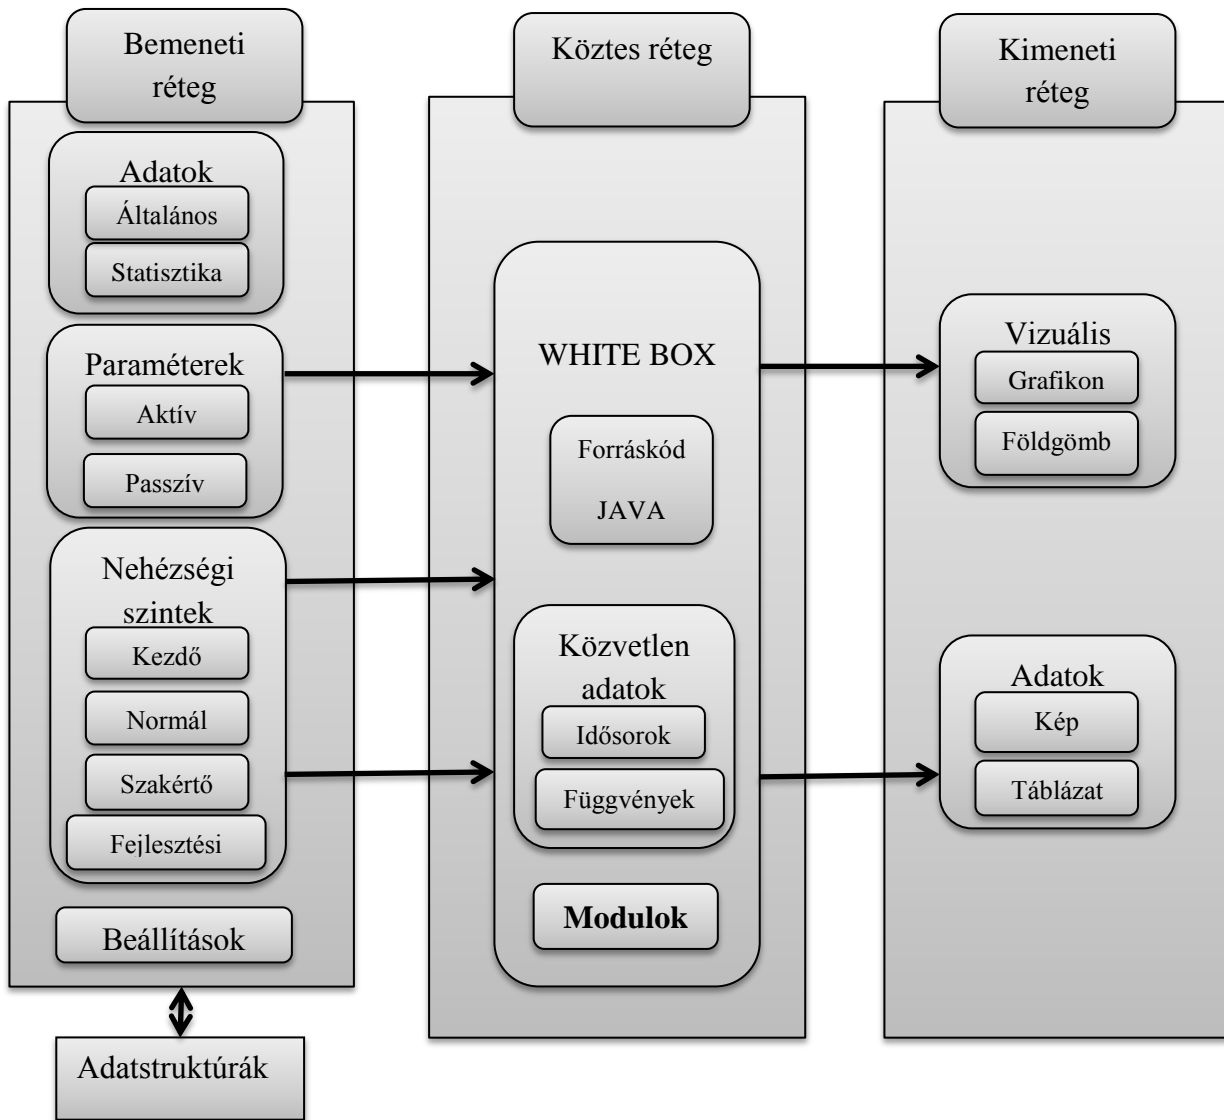 Bemeneti
réteg
Adatok
Általános
Statisztika
Paraméterek
Aktív
Passzív
Nehézségi
szintek
Kezdő
Normál
Szakértő
Fejlesztési
Beállítások
Adatstruktúrák
Köztes réteg
WHITE BOX
Forráskód
JAVA
Közvetlen
adatok
Idősorok
Függvények
Modulok
Kimeneti
réteg
Vizuális
Grafikon
Földgömb
Adatok
Kép
Táblázat